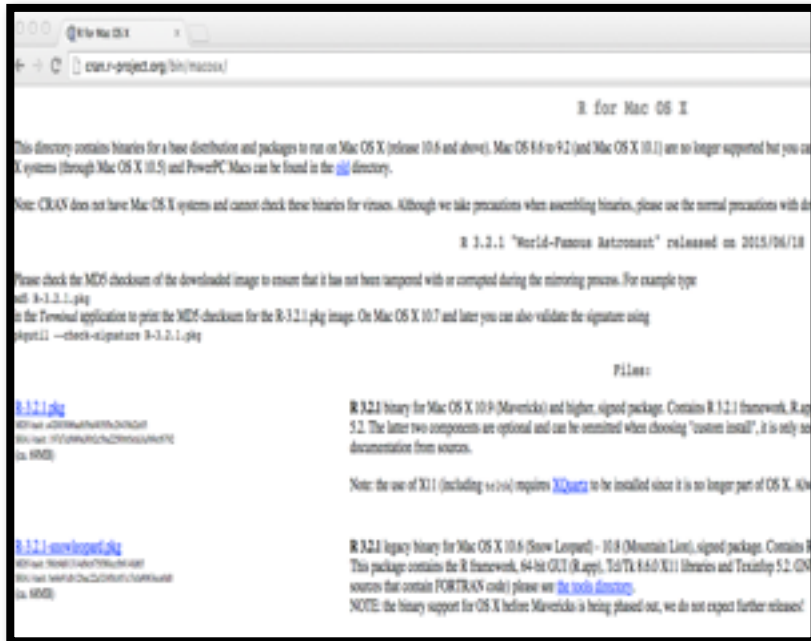 R for Mac OS X
cran.r-project.org/bin/macosx/
R for Mac OS X
This directory contains binaries for a base distribution and packages to run on Mac OS X (release 10.6 and above). Mac OS 8.6 to 9.2 (and Mac OS X 10.1) are no longer supported but you can
X systems (through Mac OS X 10.5) and PowerPC Macs can be found in the old directory.
Note: CRAN does not have Mac OS X systems and cannot check these binaries for viruses. Although we take precautions when assembling binaries, please use the normal precautions with do
R 3.2.1 "World-Famous Astronaut" released on 2015/06/18
Please check the MD5 checksum of the downloaded image to ensure that it has not been tampered with or corrupted during the mirroring process. For example type
md5 R-3.2.1.pkg
in the Terminal application to print the MD5 checksum for the R-3.2.1.pkg image. On Mac OS X 10.7 and later you can also validate the signature using
pkgutil --check-signature R-3.2.1.pkg
Files:
R-3.2.1.pkg
(ca. 69MB)
R 3.2.1 binary for Mac OS X 10.9 (Mavericks) and higher, signed package. Contains R 3.2.1 framework, R.app
5.2. The latter two components are optional and can be ommitted when choosing "custom install", it is only nee
documentation from sources.
Note: the use of X11 (including tcltk) requires XQuartz to be installed since it is no longer part of OS X. Alw
R-3.2.1-snowleopard.pkg
(ca. 68MB)
R 3.2.1 legacy binary for Mac OS X 10.6 (Snow Leopard) - 10.8 (Mountain Lion), signed package. Contains R
This package contains the R framework, 64-bit GUI (R.app), Tcl/Tk 8.6.0 X11 libraries and Texinfop 5.2. GN
sources that contain FORTRAN code) please see the tools directory.
NOTE: the binary support for OS X before Mavericks is being phased out, we do not expect further releases!